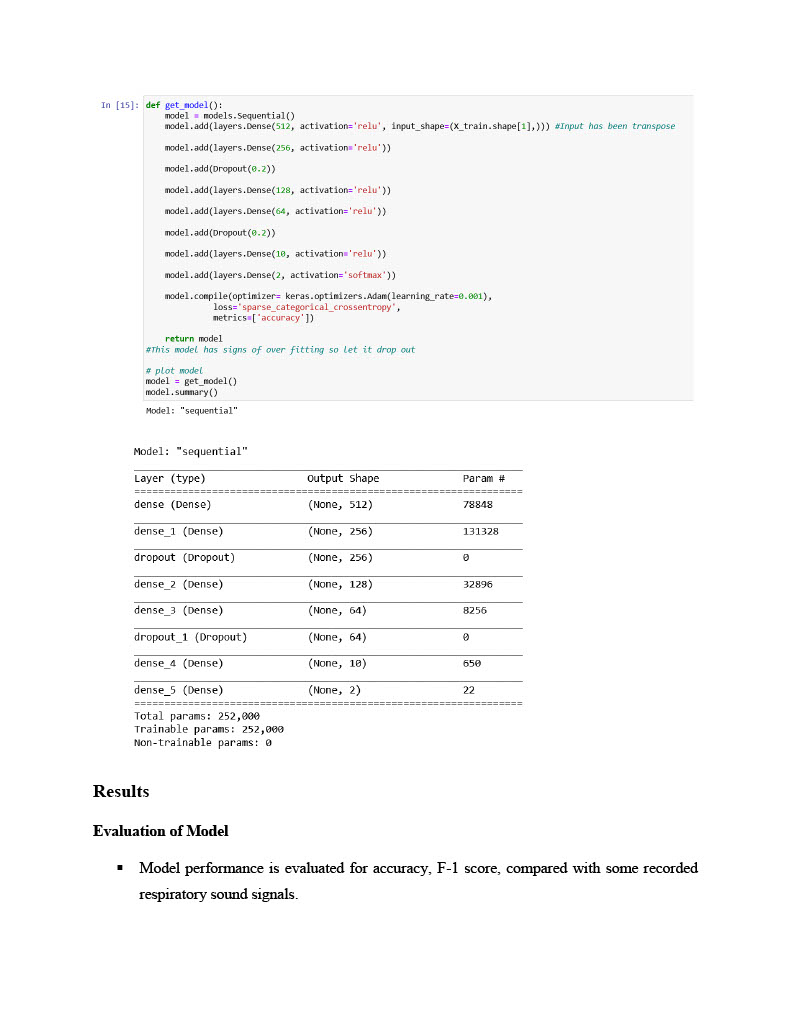 In [15]: def get_model():
model = models.Sequential()
model.add(layers.Dense(512, activation='relu', input_shape=(X_train.shape[1],))) #Input has been transpose
model.add(layers.Dense(256, activation='relu'))
model.add(Dropout(0.2))
model.add(layers.Dense(128, activation='relu'))
model.add(layers.Dense(64, activation='relu'))
model.add(Dropout(0.2))
model.add(layers.Dense(10, activation='relu'))
model.add(layers.Dense(2, activation='softmax'))
model.compile(optimizer= keras.optimizers.Adam(learning_rate=0.001),
loss='sparse_categorical_crossentropy',
metrics=['accuracy'])
return model
#This model has signs of over fitting so let it drop out
# plot model
model = get_model()
model.summary()
Model: "sequential"
Model: "sequential"
Layer (type) Output Shape Param #
=================================================================
dense (Dense) (None, 512) 78848
dense_1 (Dense) (None, 256) 131328
dropout (Dropout) (None, 256) 0
dense_2 (Dense) (None, 128) 32896
dense_3 (Dense) (None, 64) 8256
dropout_1 (Dropout) (None, 64) 0
dense_4 (Dense) (None, 10) 650
dense_5 (Dense) (None, 2) 22
=================================================================
Total params: 252,000
Trainable params: 252,000
Non-trainable params: 0
Results
Evaluation of Model
▪ Model performance is evaluated for accuracy, F-1 score, compared with some recorded
respiratory sound signals.